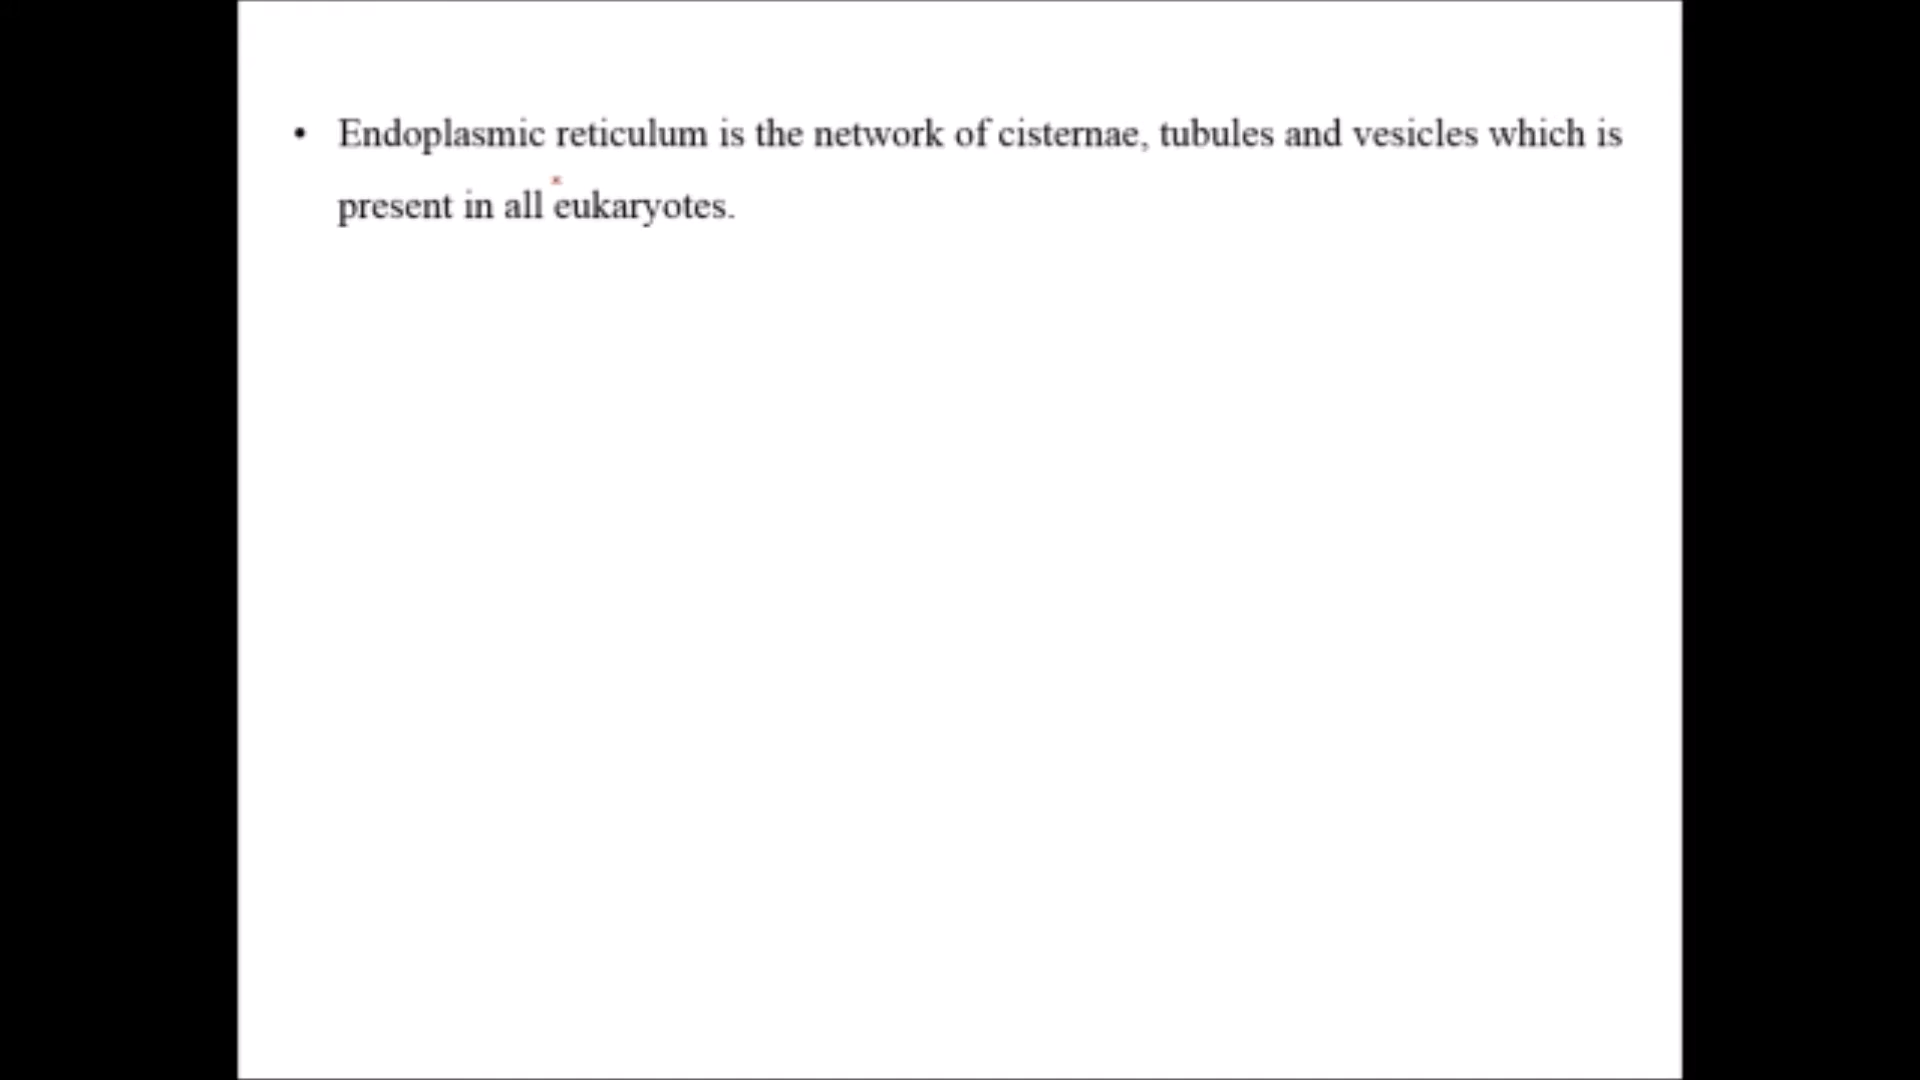 • Endoplasmic reticulum is the network of cisternae, tubules and vesicles which is
present in all eukaryotes.